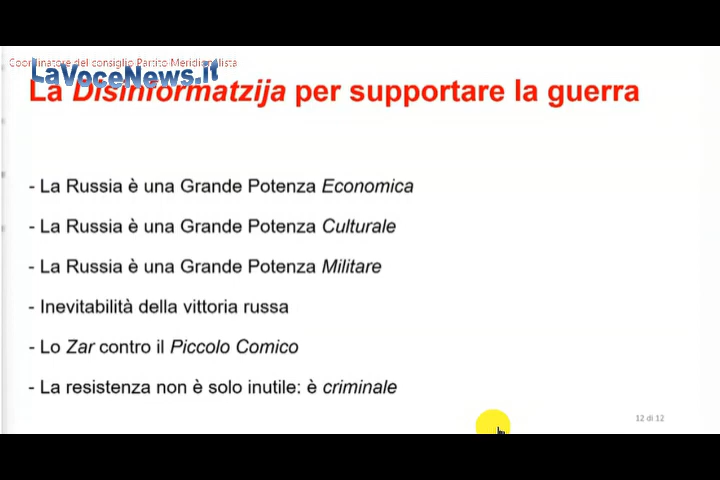 Coordinatore del consiglio Partito Meridionalista
LaVoceNews.it
La Disinformatzija per supportare la guerra
- La Russia è una Grande Potenza Economica
- La Russia è una Grande Potenza Culturale
- La Russia è una Grande Potenza Militare
- Inevitabilità della vittoria russa
- Lo Zar contro il Piccolo Comico
- La resistenza non è solo inutile: è criminale
12 di 12